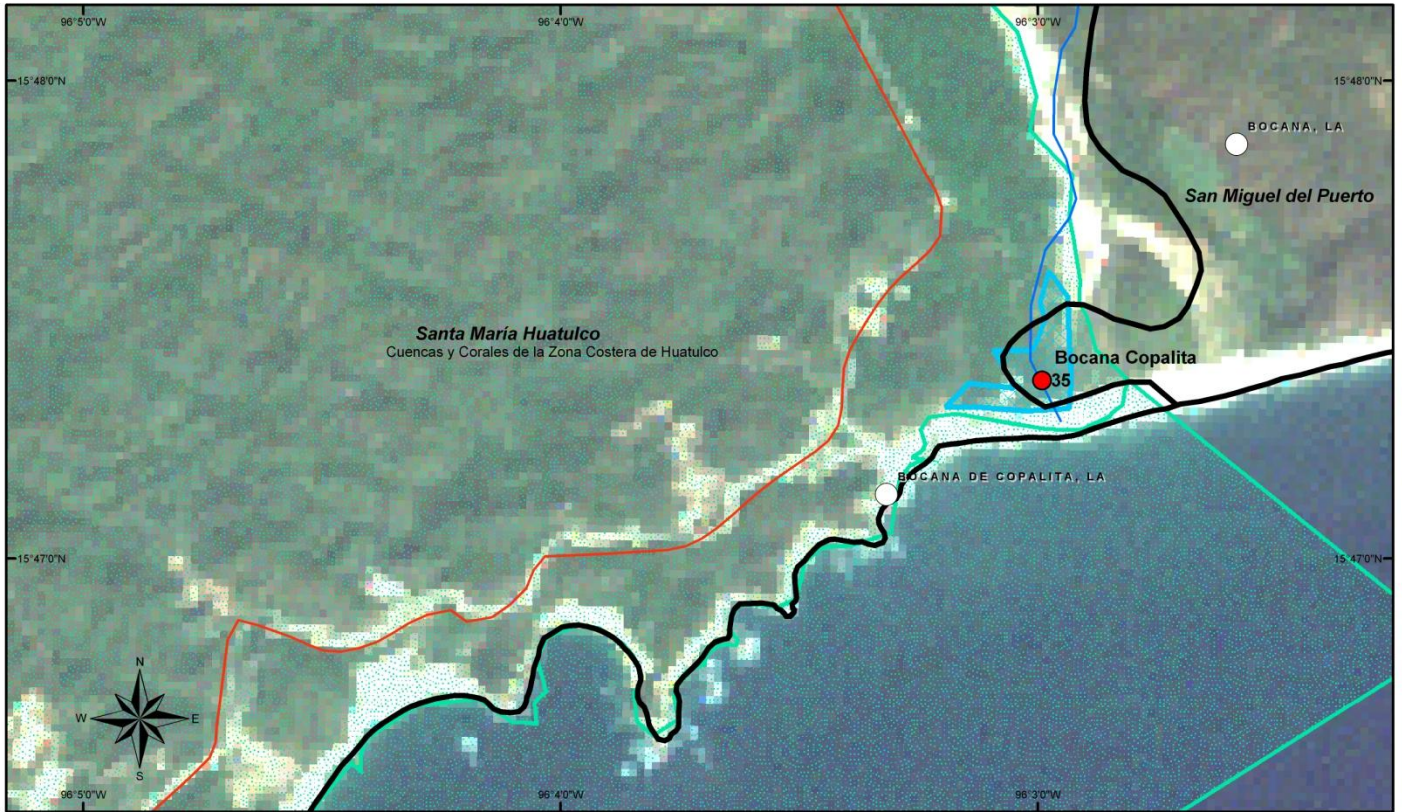 96°5'0"W
96°4'0"W
96°3'0"W
15°48'0"N
15°48'0"N
BOCANA, LA
San Miguel del Puerto
Santa María Huatulco
Cuencas y Corales de la Zona Costera de Huatulco
Bocana Copalita
35
BOCANA DE COPALITA, LA
15°47'0"N
15°47'0"N
N
W
E
S
96°5'0"W
96°4'0"W
96°3'0"W